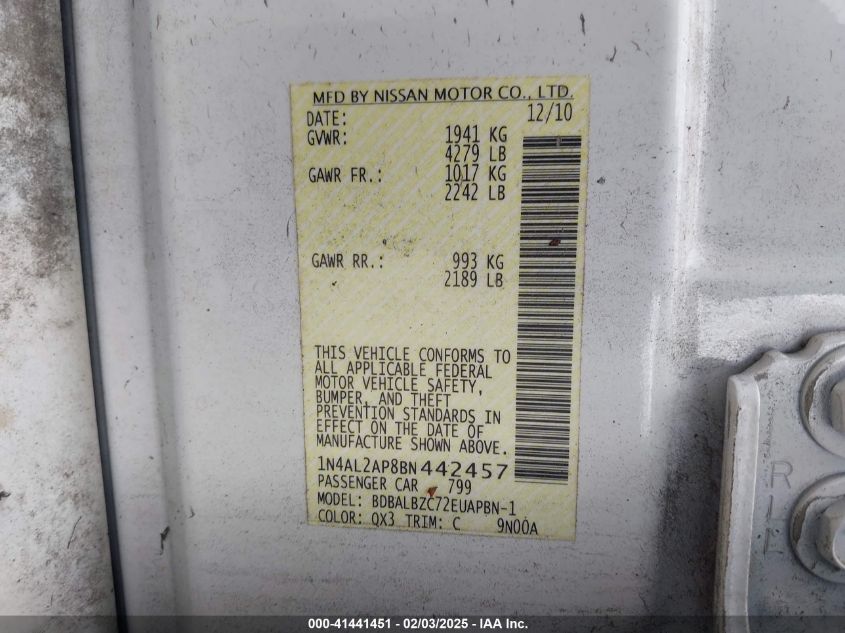 MFD BY NISSAN MOTOR CO., LTD.
DATE: 12/10
GVWR: 1941 KG
4279 LB
GAWR FR.: 1017 KG
2242 LB
GAWR RR.: 993 KG
2189 LB
THIS VEHICLE CONFORMS TO
ALL APPLICABLE FEDERAL
MOTOR VEHICLE SAFETY,
BUMPER, AND THEFT
PREVENTION STANDARDS IN
EFFECT ON THE DATE OF
MANUFACTURE SHOWN ABOVE.
1N4AL2AP8BN442457
PASSENGER CAR 799
MODEL: BDBALBZC72EUAPBN-1
COLOR: QX3 TRIM: C 9N00A
R
000-41441451 - 02/03/2025 - IAA Inc.